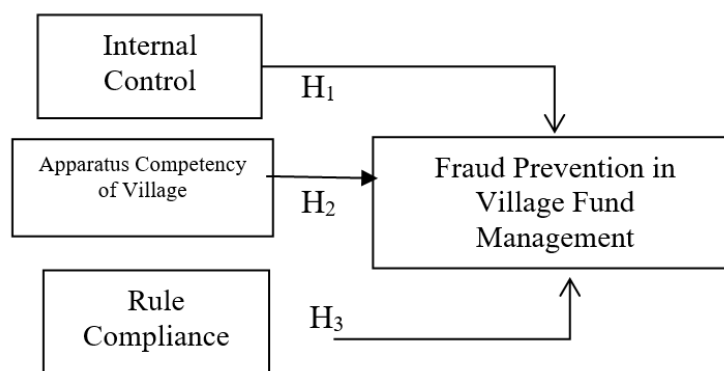 Internal
Control
H₁
Apparatus Competency
of Village
H₂
Fraud Prevention in
Village Fund
Management
Rule
Compliance
H₃